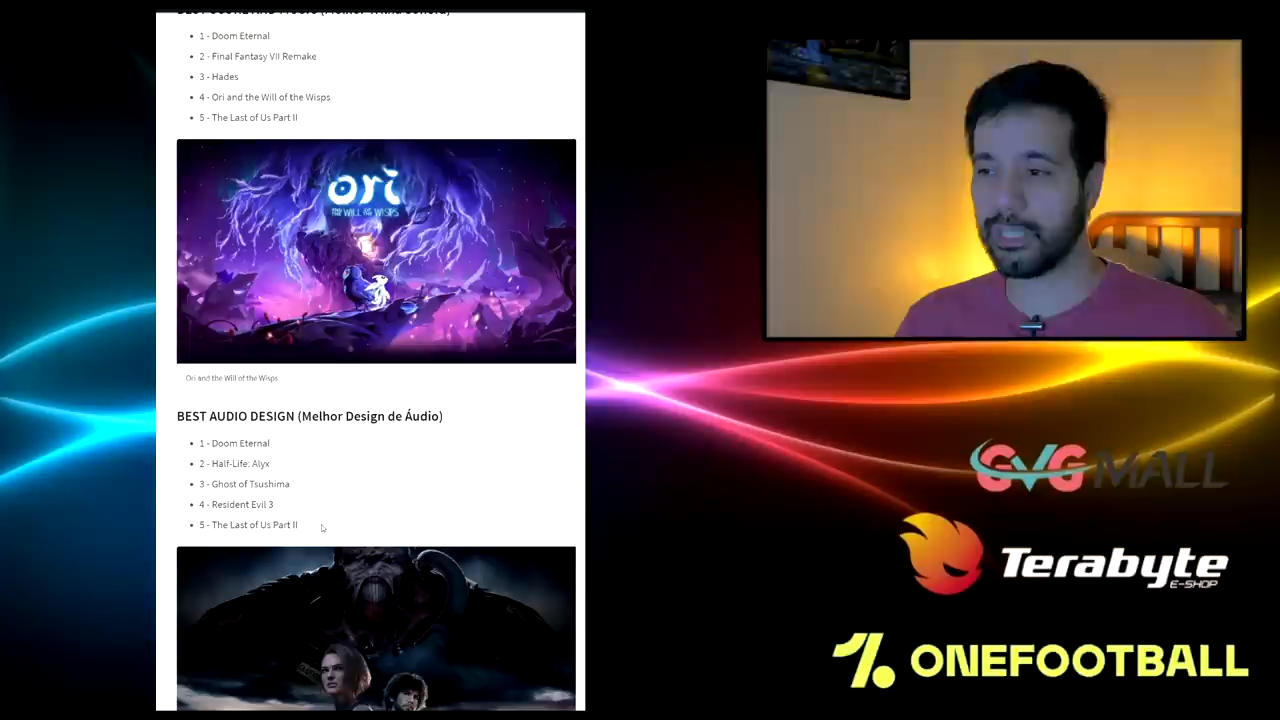 1 - Doom Eternal
2 - Final Fantasy VII Remake
3 - Hades
4 - Ori and the Will of the Wisps
5 - The Last of Us Part II
ori
AND THE WILL OF THE WISPS
Ori and the Will of the Wisps
BEST AUDIO DESIGN (Melhor Design de Áudio)
1 - Doom Eternal
2 - Half-Life: Alyx
3 - Ghost of Tsushima
4 - Resident Evil 3
5 - The Last of Us Part II
GVGMALL
Terabyte
E-SHOP
1.
ONEFOOTBALL